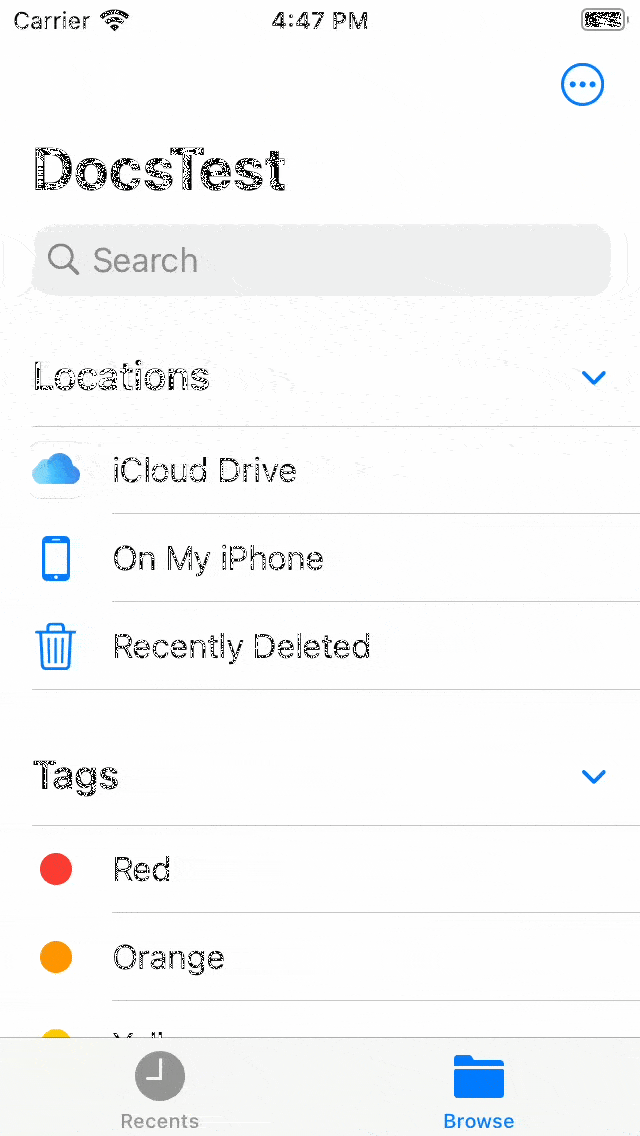 Carrier 4:47 PM
DocsTest
Search
Locations
iCloud Drive
On My iPhone
Recently Deleted
Tags
Red
Orange
Recents Browse